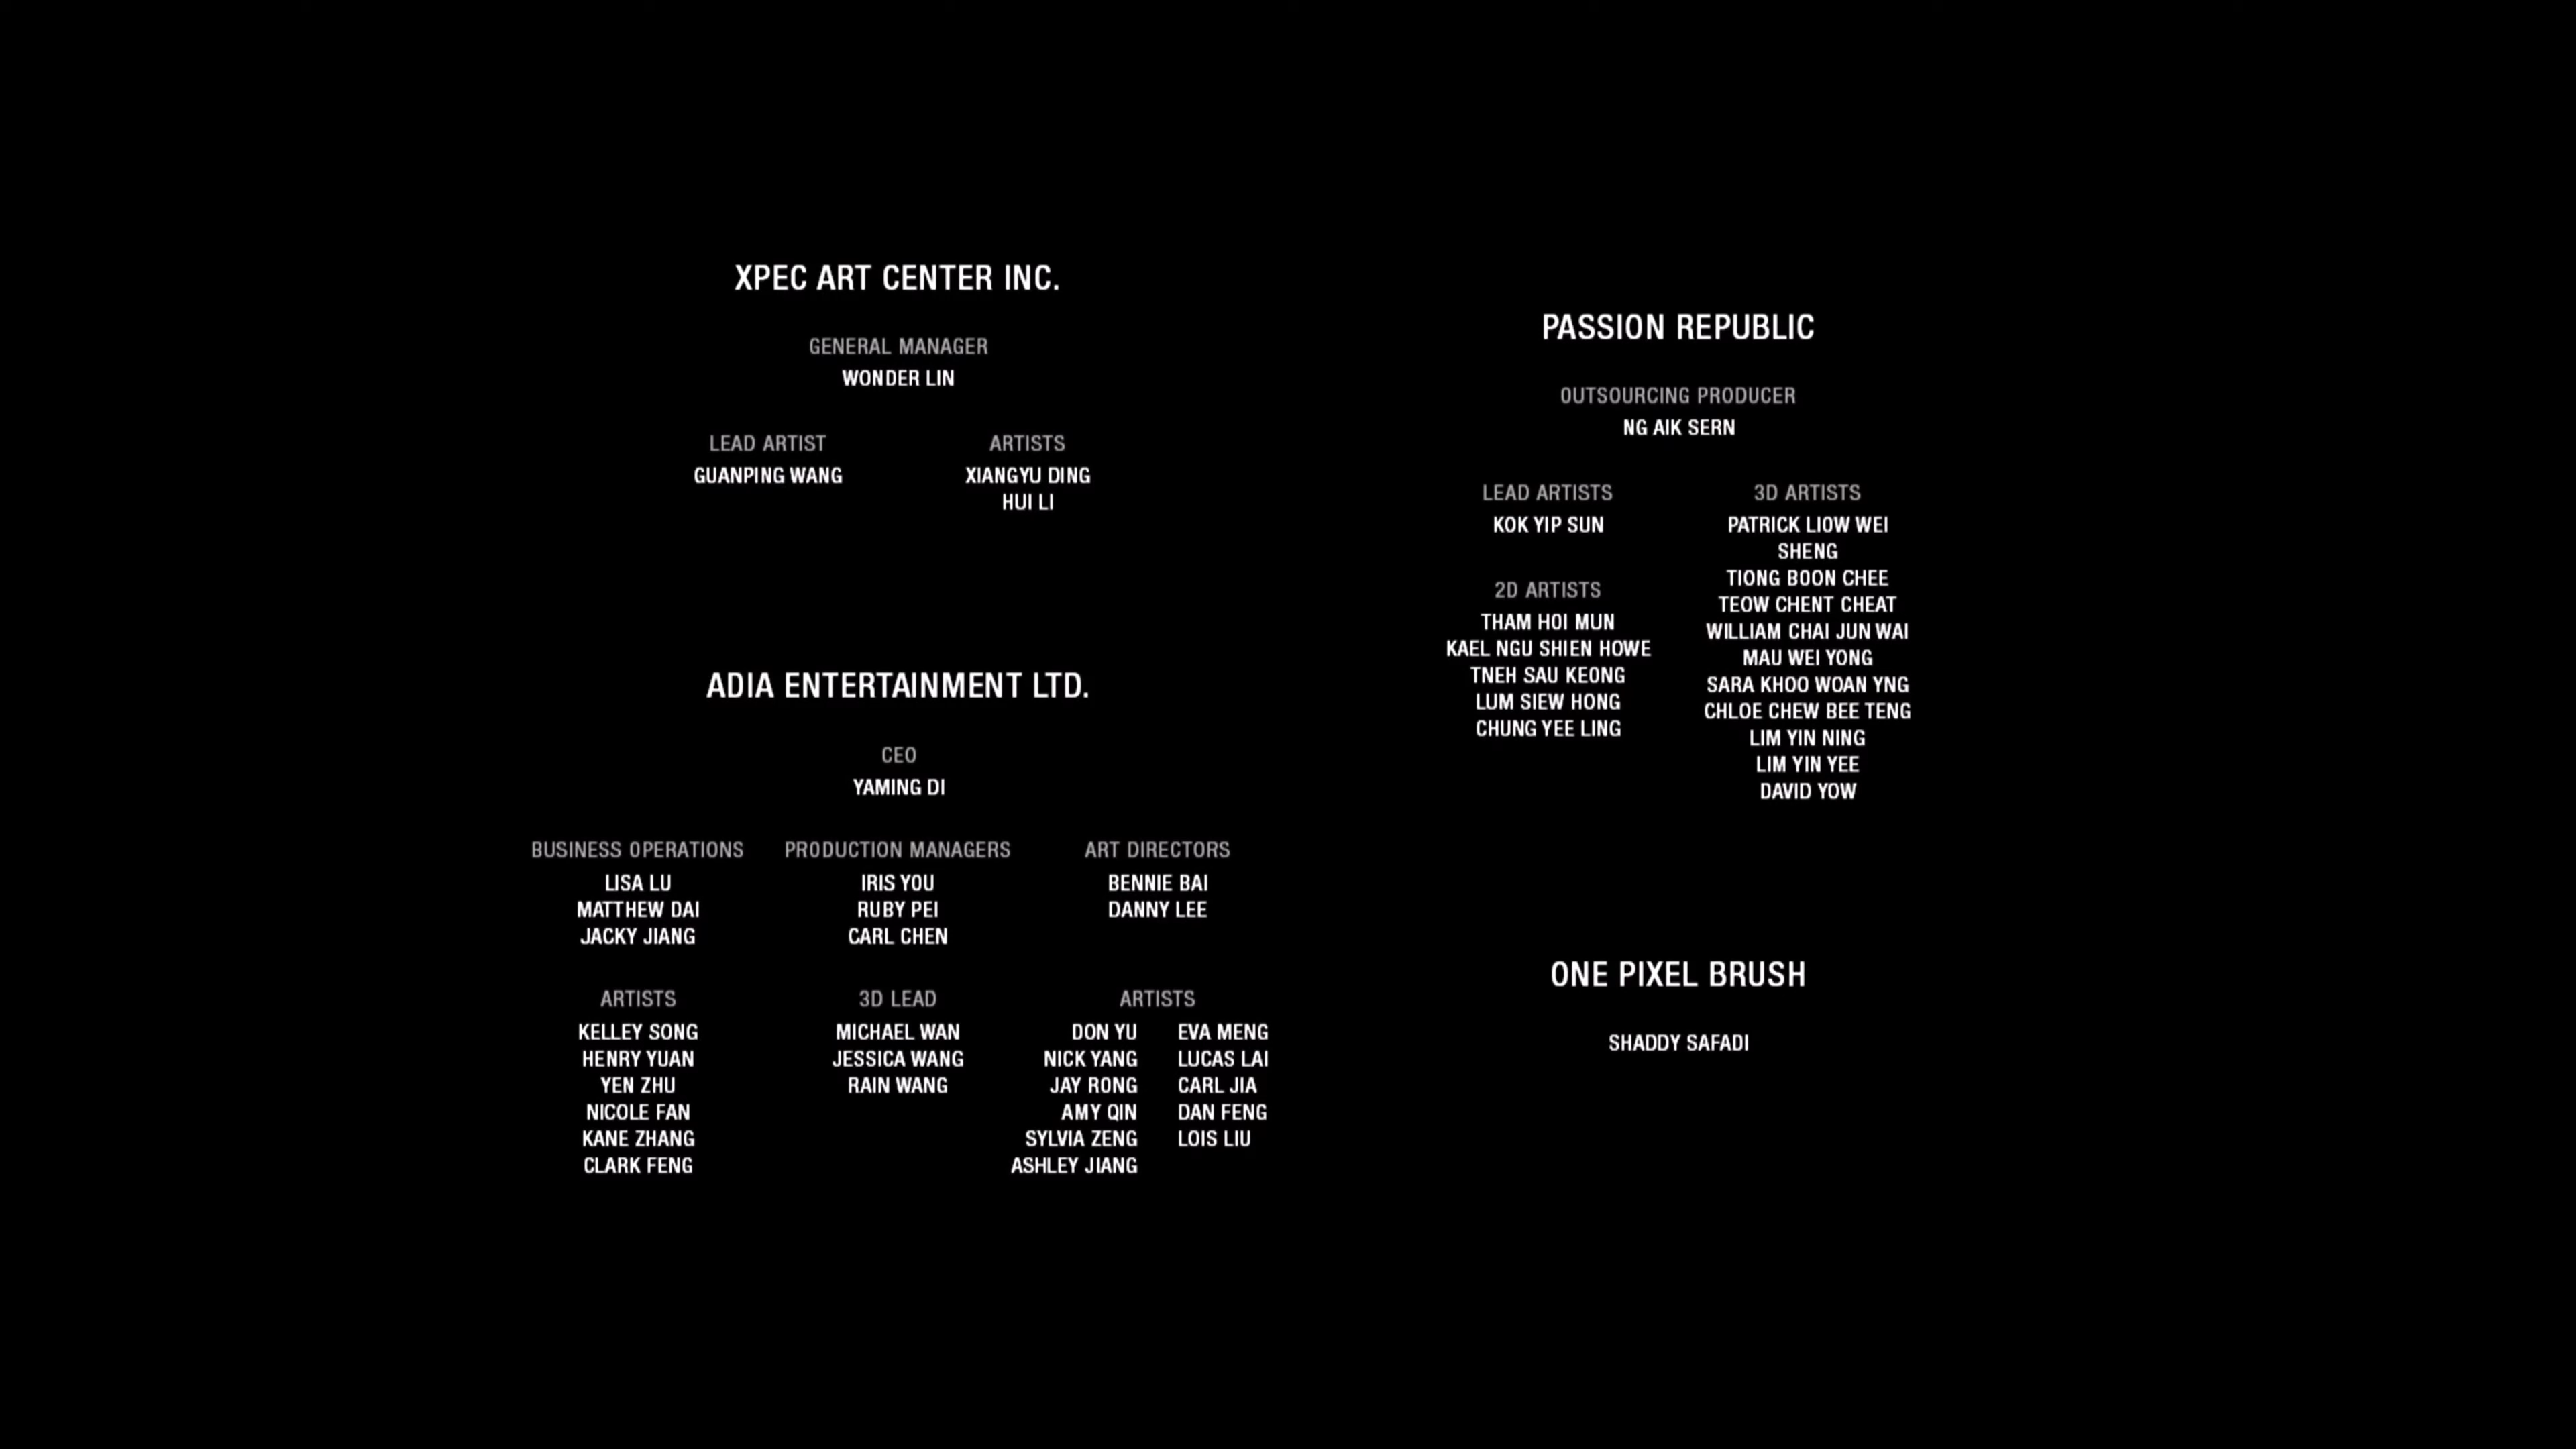 XPEC ART CENTER INC.
GENERAL MANAGER
WONDER LIN
LEAD ARTIST
GUANPING WANG
ARTISTS
XIANGYU DING
HUI LI
ADIA ENTERTAINMENT LTD.
CEO
YAMING DI
BUSINESS OPERATIONS
LISA LU
MATTHEW DAI
JACKY JIANG
PRODUCTION MANAGERS
IRIS YOU
RUBY PEI
CARL CHEN
ART DIRECTORS
BENNIE BAI
DANNY LEE
ARTISTS
KELLEY SONG
HENRY YUAN
YEN ZHU
NICOLE FAN
KANE ZHANG
CLARK FENG
3D LEAD
MICHAEL WAN
JESSICA WANG
RAIN WANG
ARTISTS
DON YU
NICK YANG
JAY RONG
AMY QIN
SYLVIA ZENG
ASHLEY JIANG
EVA MENG
LUCAS LAI
CARL JIA
DAN FENG
LOIS LIU
PASSION REPUBLIC
OUTSOURCING PRODUCER
NG AIK SERN
LEAD ARTISTS
KOK YIP SUN
2D ARTISTS
THAM HOI MUN
KAEL NGU SHIEN HOWE
TNEH SAU KEONG
LUM SIEW HONG
CHUNG YEE LING
3D ARTISTS
PATRICK LIOW WEI
SHENG
TIONG BOON CHEE
TEOW CHENT CHEAT
WILLIAM CHAI JUN WAI
MAU WEI YONG
SARA KHOO WOAN YNG
CHLOE CHEW BEE TENG
LIM YIN NING
LIM YIN YEE
DAVID YOW
ONE PIXEL BRUSH
SHADDY SAFADI